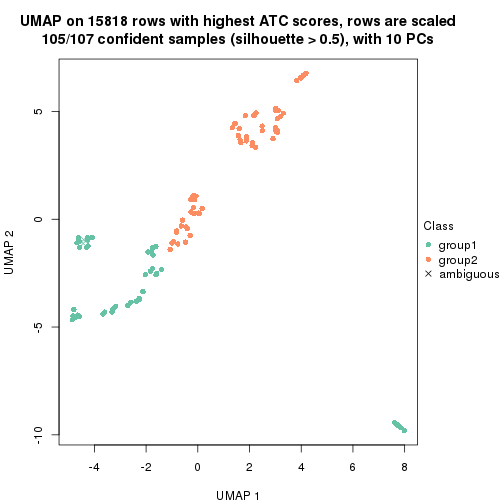 UMAP on 15818 rows with highest ATC scores, rows are scaled
105/107 confident samples (silhouette > 0.5), with 10 PCs
5
0
-5
-10
UMAP 2
-4
-2
0
2
4
6
8
UMAP 1
Class
group1
group2
ambiguous